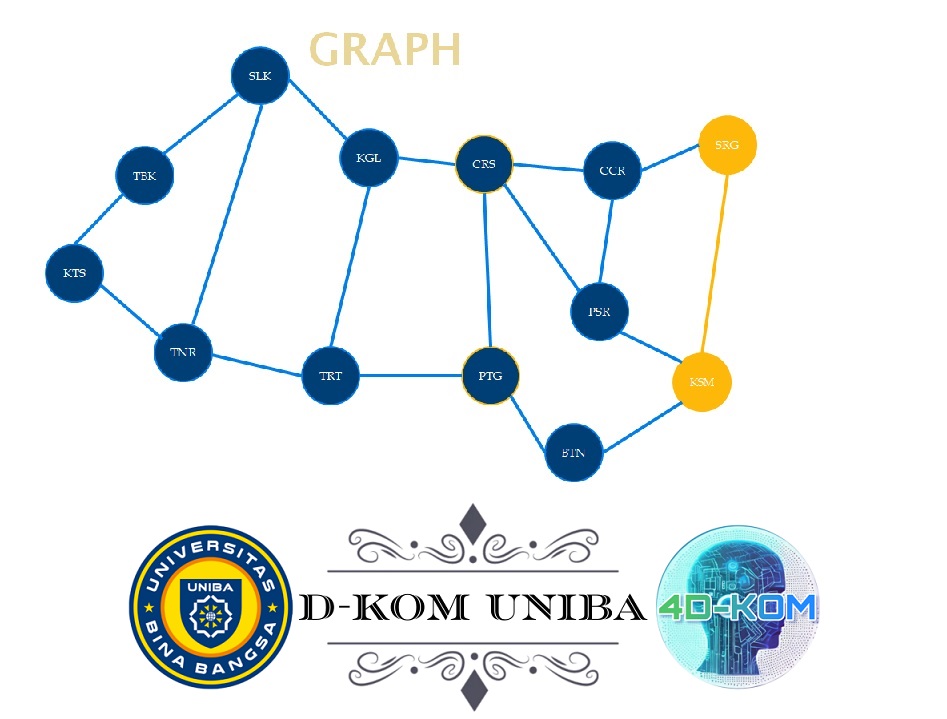 GRAPH
SLK
KGL
CRS
CCR
SRG
TBK
KTS
PSR
TNR
TRT
PTG
KSM
BTN
UNIVERSITAS
UNIBA
BINA BANGSA
D-KOM UNIBA
4D-KOM